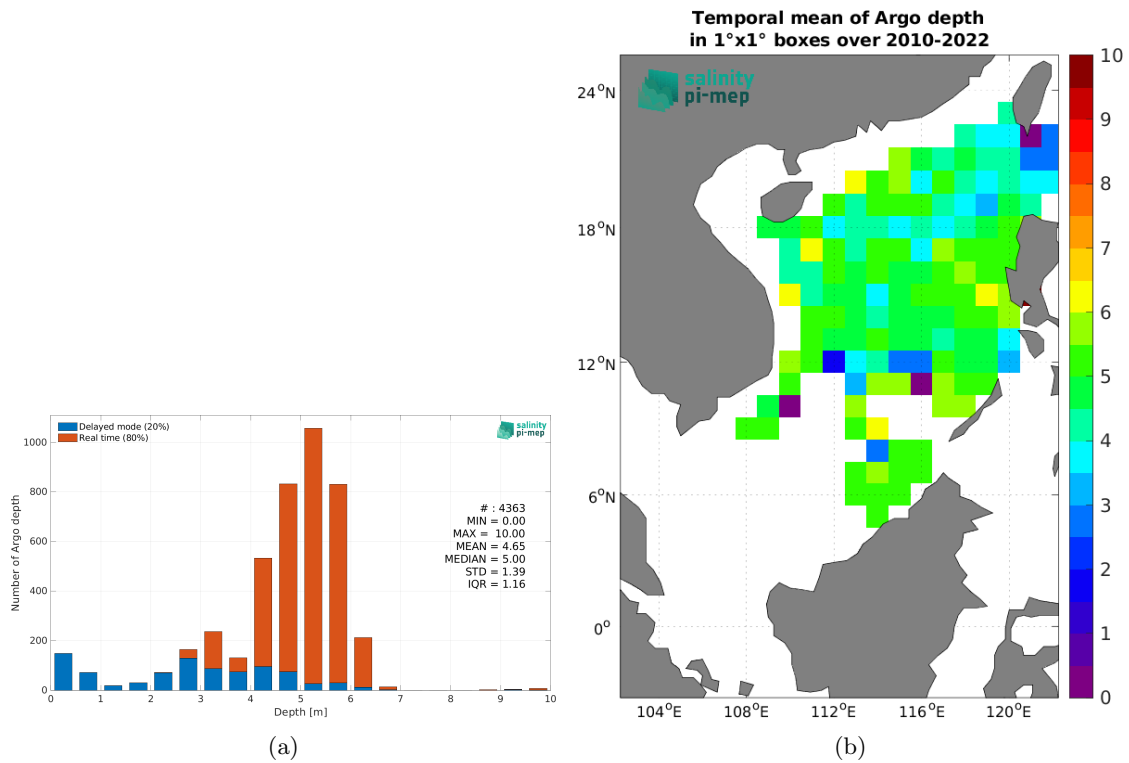 Delayed mode (20%)
Real time (80%)
salinity
pi-mep
# : 4363
MIN = 0.00
MAX = 10.00
MEAN = 4.65
MEDIAN = 5.00
STD = 1.39
IQR = 1.16
Number of Argo depth
1000
800
600
400
200
0
0 1 2 3 4 5 6 7 8 9 10
Depth [m]
(a)
Temporal mean of Argo depth
in 1°x1° boxes over 2010-2022
salinity
pi-mep
24°N
18°N
12°N
6°N
0°
104°E 108°E 112°E 116°E 120°E
10
9
8
7
6
5
4
3
2
1
0
(b)